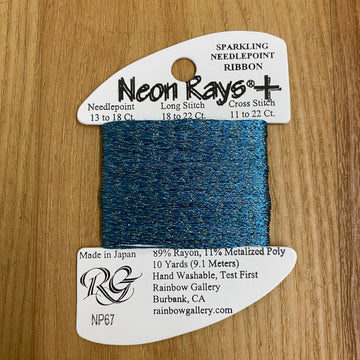 SPARKLING
NEEDLEPOINT
RIBBON
Neon Rays®+
Needlepoint Long Stitch Cross Stitch
13 to 18 Ct. 18 to 22 Ct. 11 to 22 Ct.
Made in Japan 89% Rayon, 11% Metalized Poly
10 Yards (9.1 Meters)
Hand Washable, Test First
RG Rainbow Gallery
Burbank, CA
NP67 rainbowgallery.com